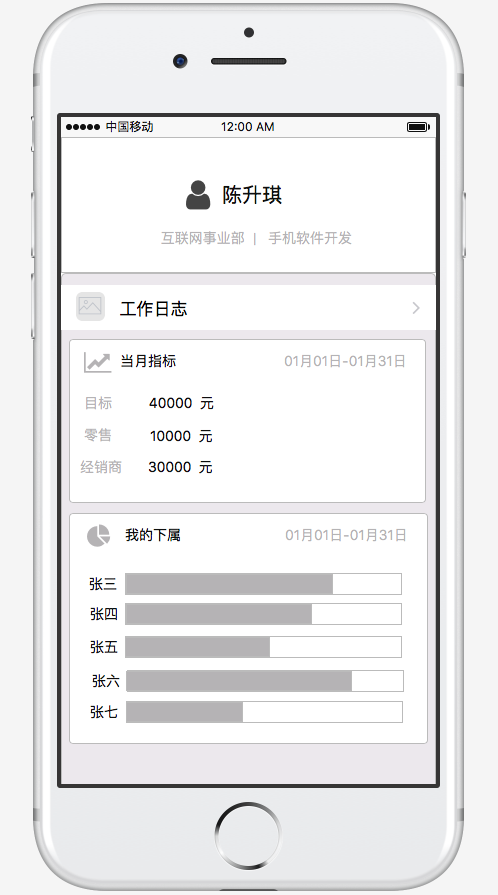 中国移动 12:00 AM
陈升琪
互联网事业部 | 手机软件开发
工作日志
当月指标 01月01日-01月31日
目标 40000 元
零售 10000 元
经销商 30000 元
我的下属 01月01日-01月31日
张三
张四
张五
张六
张七